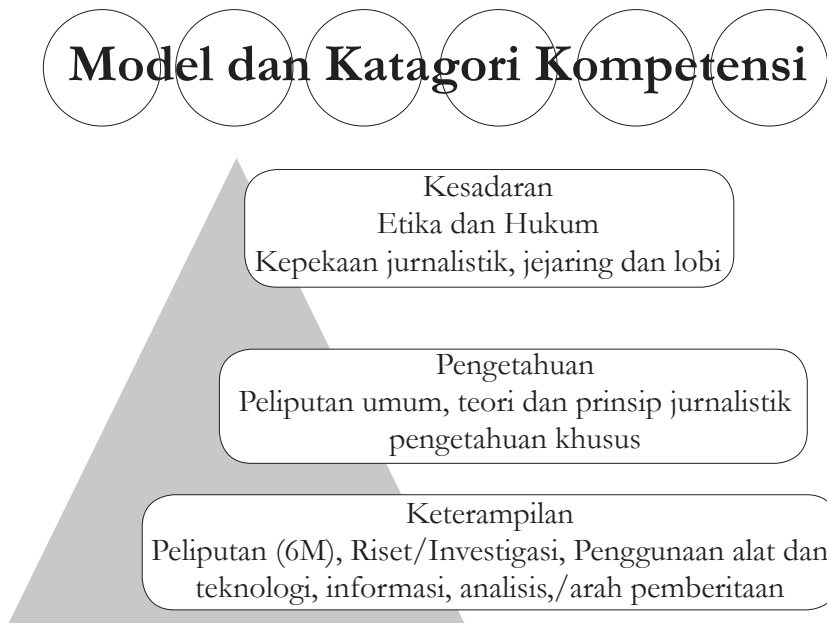 Model dan Katagori Kompetensi
Kesadaran
Etika dan Hukum
Kepekaan jurnalistik, jejaring dan lobi
Pengetahuan
Peliputan umum, teori dan prinsip jurnalistik
pengetahuan khusus
Keterampilan
Peliputan (6M), Riset/Investigasi, Penggunaan alat dan
teknologi, informasi, analisis,/arah pemberitaan